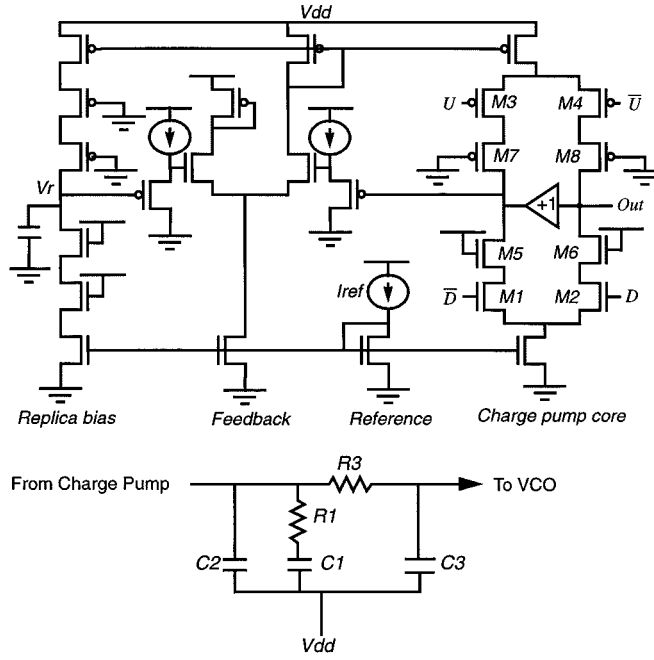 Vdd
U
M3
M4
U̅
M7
M8
Vr
+1
Out
M5
M6
Iref
D̅
M1
M2
D
Replica bias
Feedback
Reference
Charge pump core
R3
From Charge Pump
To VCO
R1
C2
C1
C3
Vdd